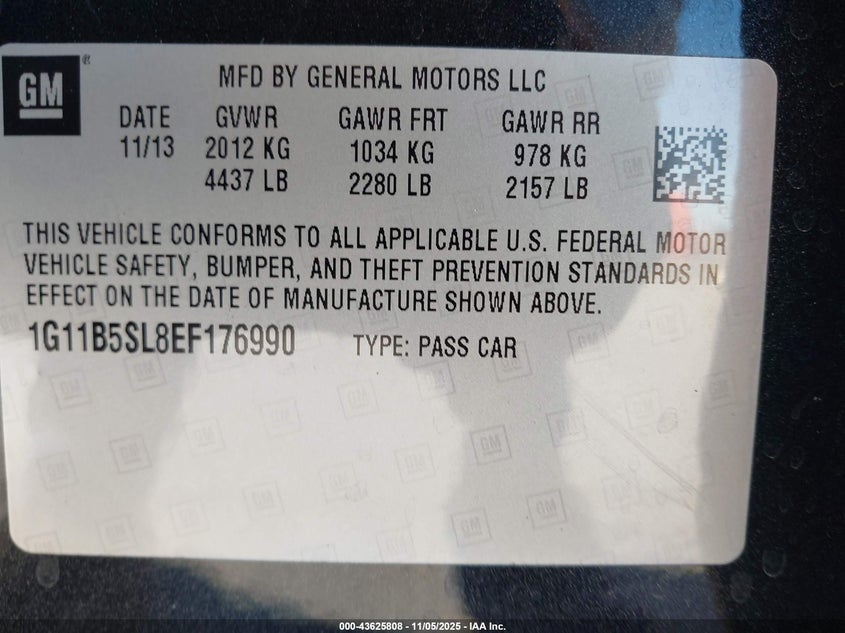 GM®
MFD BY GENERAL MOTORS LLC
DATE GVWR GAWR FRT GAWR RR
11/13 2012 KG 1034 KG 978 KG
4437 LB 2280 LB 2157 LB
THIS VEHICLE CONFORMS TO ALL APPLICABLE U.S. FEDERAL MOTOR
VEHICLE SAFETY, BUMPER, AND THEFT PREVENTION STANDARDS IN
EFFECT ON THE DATE OF MANUFACTURE SHOWN ABOVE.
1G11B5SL8EF176990 TYPE: PASS CAR
000-43625808 - 11/05/2025 - IAA Inc.